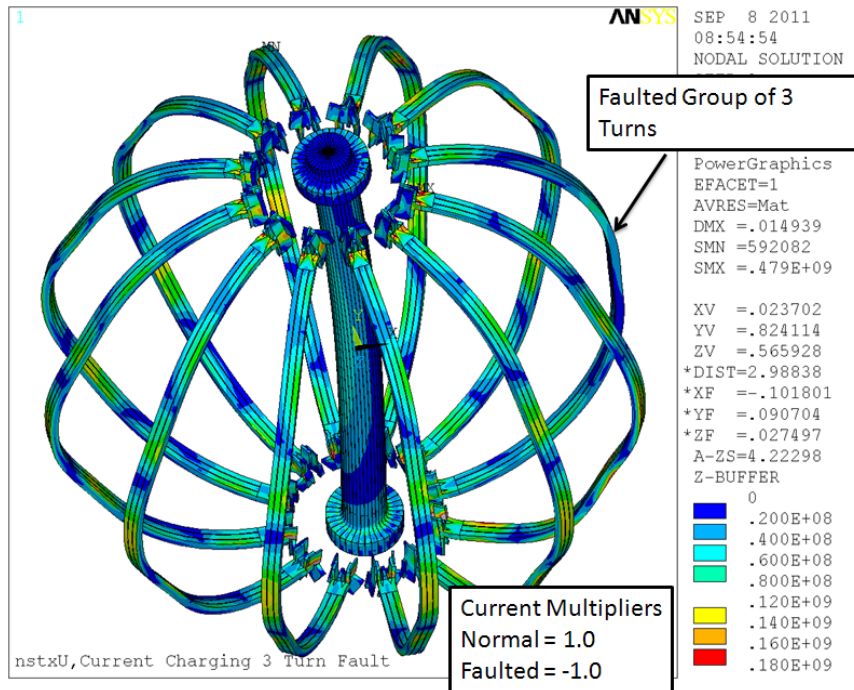 1
ANSYS
SEP 8 2011
08:54:54
NODAL SOLUTION
Faulted Group of 3
Turns
PowerGraphics
EFACET=1
AVRES=Mat
DMX =.014939
SMN =592082
SMX =.479E+09
XV =.023702
YV =.824114
ZV =.565928
*DIST=2.98838
*XF =-.101801
*YF =.090704
*ZF =.027497
A-ZS=4.22298
Z-BUFFER
0
.200E+08
.400E+08
.600E+08
.800E+08
.120E+09
.140E+09
.160E+09
.180E+09
MN
MX
Y
X
Current Multipliers
Normal = 1.0
Faulted = -1.0
nstxU,Current Charging 3 Turn Fault